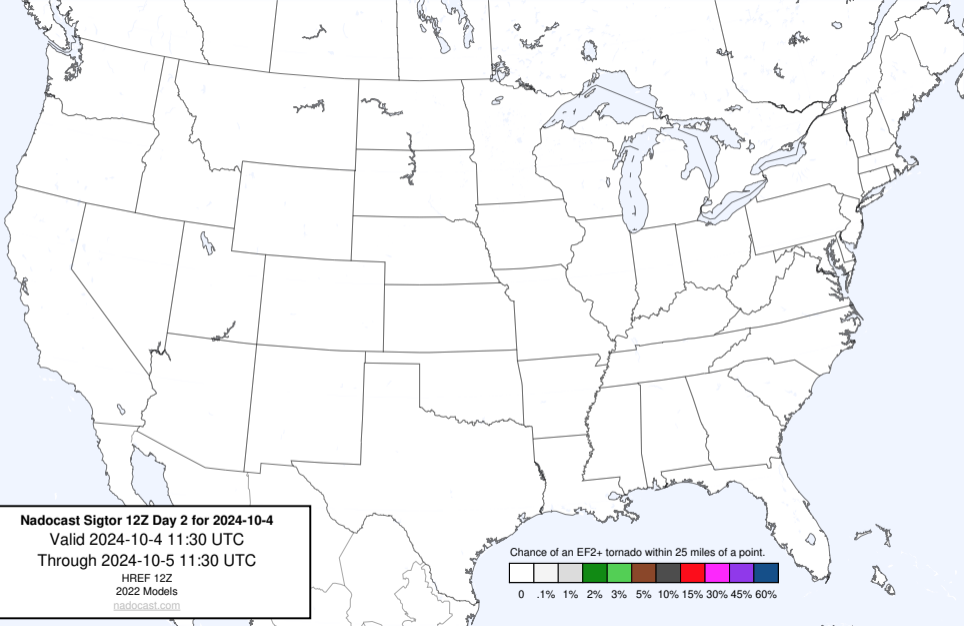 Nadocast Sigtor 12Z Day 2 for 2024-10-4
Valid 2024-10-4 11:30 UTC
Through 2024-10-5 11:30 UTC
HREF 12Z
2022 Models
nadocast.com
Chance of an EF2+ tornado within 25 miles of a point.
0 .1% 1% 2% 3% 5% 10% 15% 30% 45% 60%